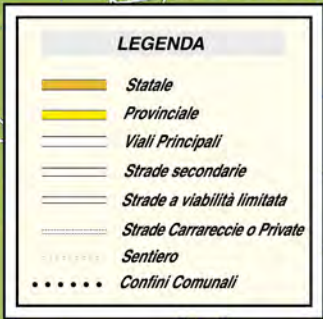 LEGENDA
Statale
Provinciale
Viali Principali
Strade secondarie
Strade a viabilità limitata
Strade Carrareccie o Private
Sentiero
Confini Comunali